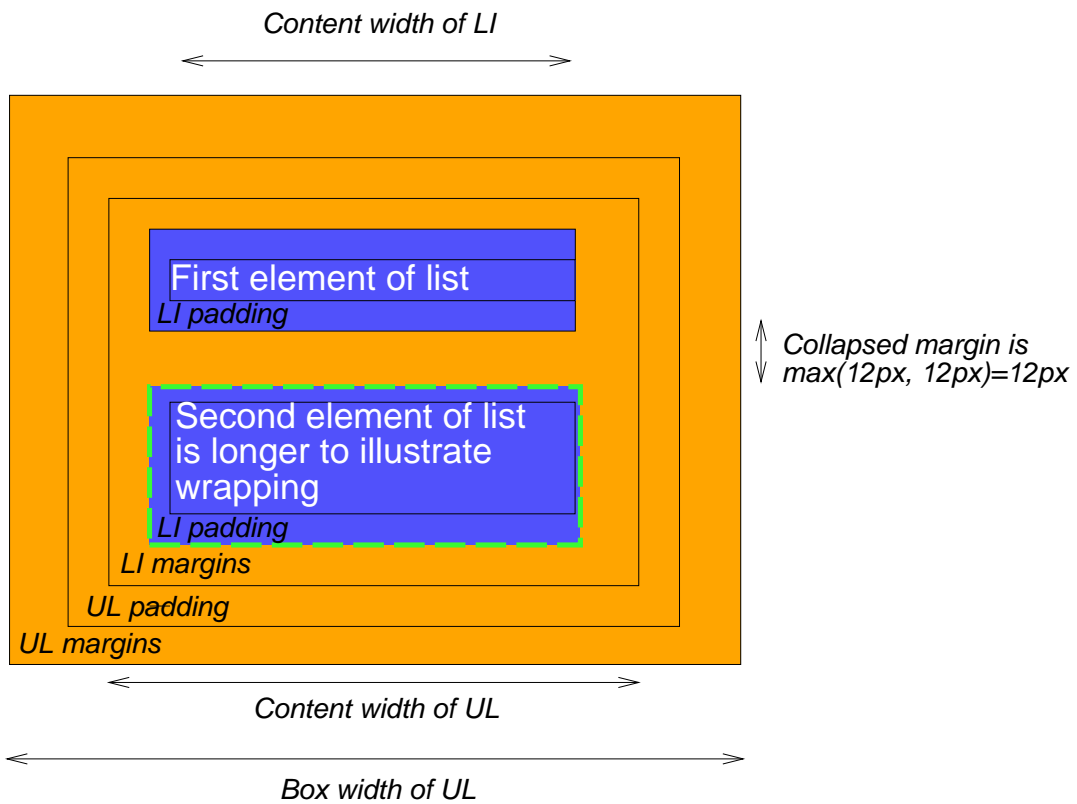 Content width of LI
First element of list
LI padding
Collapsed margin is
max(12px, 12px)=12px
Second element of list
is longer to illustrate
wrapping
LI padding
LI margins
UL padding
UL margins
Content width of UL
Box width of UL